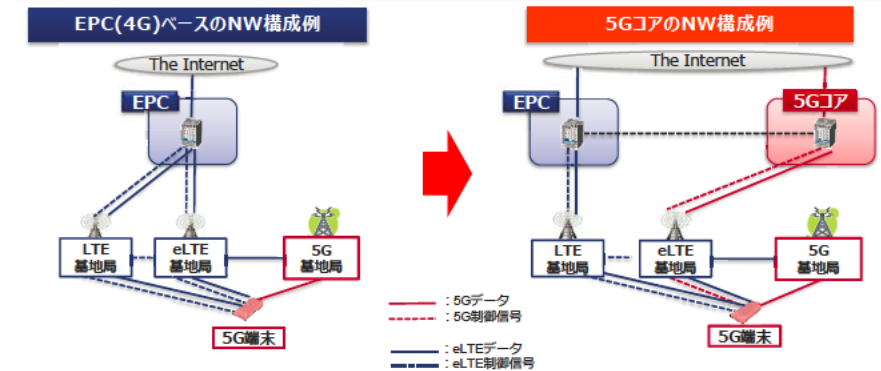 EPC(4G)ベースのNW構成例
The Internet
EPC
LTE
基地局
eLTE
基地局
5G
基地局
5G端末
5GコアのNW構成例
The Internet
EPC
5Gコア
LTE
基地局
eLTE
基地局
5G
基地局
5G端末
: 5Gデータ
: 5G制御信号
: eLTEデータ
: eLTE制御信号